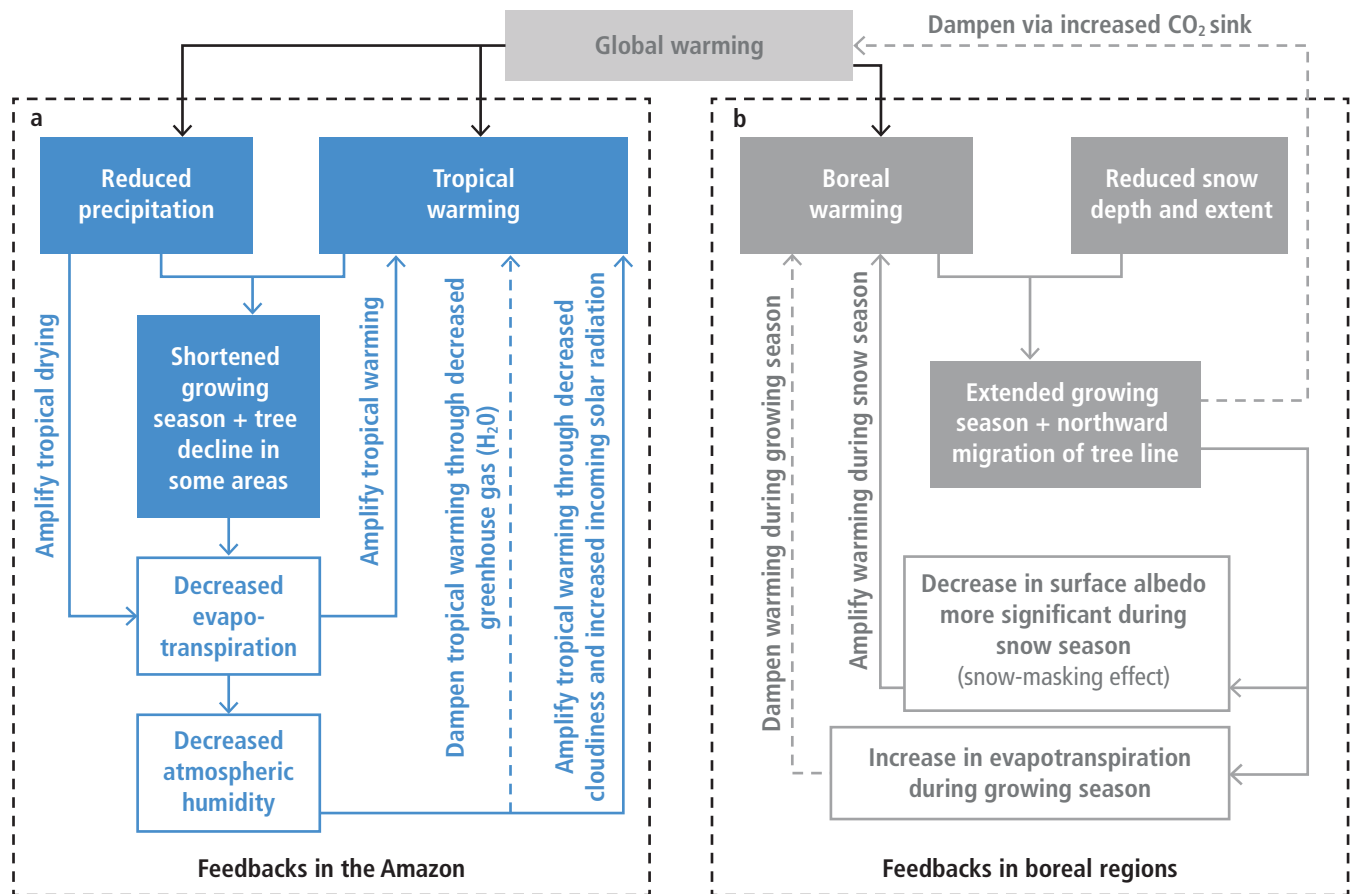 Global warming
Dampen via increased CO₂ sink
a
Reduced
precipitation
Tropical
warming
Amplify tropical drying
Shortened
growing
season + tree
decline in
some areas
Amplify tropical warming
Dampen tropical warming through decreased
greenhouse gas (H₂0)
Amplify tropical warming through decreased
cloudiness and increased incoming solar radiation
Decreased
evapo-
transpiration
Decreased
atmospheric
humidity
Feedbacks in the Amazon
b
Boreal
warming
Reduced snow
depth and extent
Dampen warming during growing season
Amplify warming during snow season
Extended growing
season + northward
migration of tree line
Decrease in surface albedo
more significant during
snow season
(snow-masking effect)
Increase in evapotranspiration
during growing season
Feedbacks in boreal regions